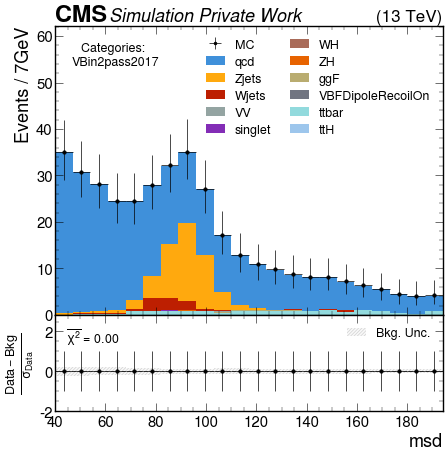 CMS Simulation Private Work (13 TeV)
Events / 7GeV
60
50
40
30
20
10
0
Categories:
VBin2pass2017
MC
qcd
Zjets
Wjets
VV
singlet
WH
ZH
ggF
VBFDipoleRecoilOn
ttbar
ttH
Data − Bkg
σData
2
0
-2
χ² = 0.00
Bkg. Unc.
40 60 80 100 120 140 160 180
msd